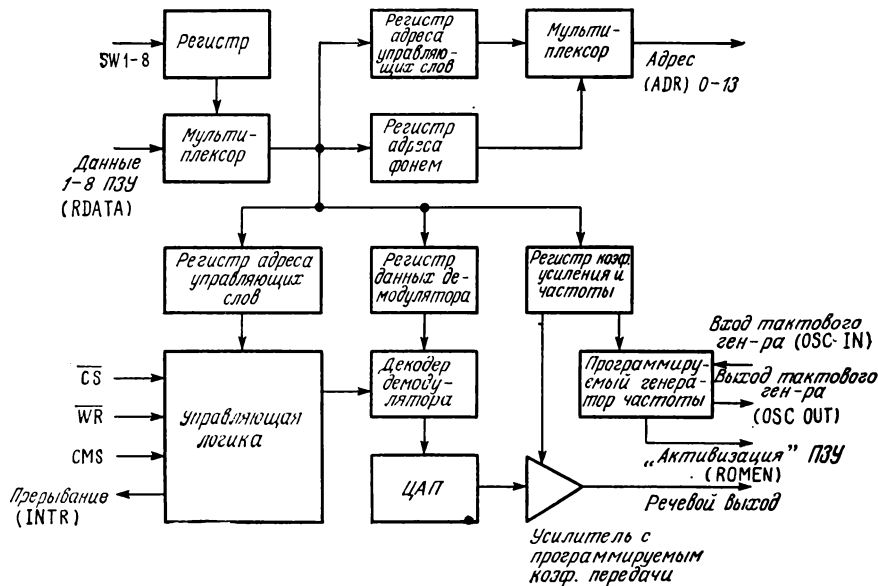 Регистр
SW1-8
Мульти-
плексор
Данные
1-8 ПЗУ
(RDATA)
Регистр
адреса
управляю-
щих слов
Мульти-
плексор
Адрес
(ADR) 0-13
Регистр
адреса
фонем
Регистр адреса
управляющих
слов
Регистр
данных де-
модулятора
Регистр коэф.
усиления и
частоты
CS
WR
CMS
Прерывание
(INTR)
Управляющая
логика
Декодер
демоду-
лятора
Программиру-
емый генера-
тор частоты
Вход тактового
ген-ра (OSC-IN)
Выход тактового
ген-ра
(OSC OUT)
„Активизация" ПЗУ
(ROMEN)
ЦАП
Речевой выход
Усилитель с
программируемым
коэф. передачи